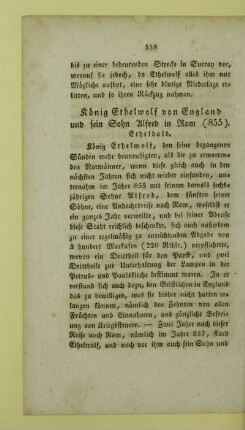 558
bis zu einer bedeutenden Strecke in Surray vor,
worauf sie jedoch, da Ethelwolf alles ihm nur
Mögliche aufbot, eine sehr blutige Niederlage er-
litten, und so ihren Rückzug nahmen.
König Ethelwolf von England
und sein Sohn Alfred in Rom (855).
Ethelbalt.
König Ethelwolf, den seine begangenen
Sünden mehr beunruhigten, als die zu erwartenden
Normänner, wenn diese gleich auch in den
nächsten Jahren sich nicht wieder einfanden, un-
ternahm im Jahre 855 mit seinem damals sechs-
jährigen Sohne Alfred, dem fünften seiner
Söhne, eine Andachtsreise nach Rom, woselbst er
ein ganzes Jahr verweilte, und bei seiner Abreise
diese Stadt reichlich beschenkte, auch sich überdies
zu einer regelmäßig zu entrichtenden Abgabe von
3 hundert Markusen (220 Rthlr.) verpflichtete,
wovon ein Dritttheil für den Papst, und zwei
Dritttheile zur Unterhaltung der Lampen in der
Petrus- und Pauluskirche bestimmt waren. Ja er
verstand sich auch dazu, den Geistlichen in England
das zu bewilligen, was sie bisher nicht hatten er-
langen können, nämlich den Zehnten von allen
Früchten und Einnahmen, und gänzliche Befrei-
ung von Kriegssteuern. — Zwei Jahre nach dieser
Reise nach Rom, nämlich im Jahre 857, starb
Ethelwolf, und noch vor ihm auch sein Sohn und